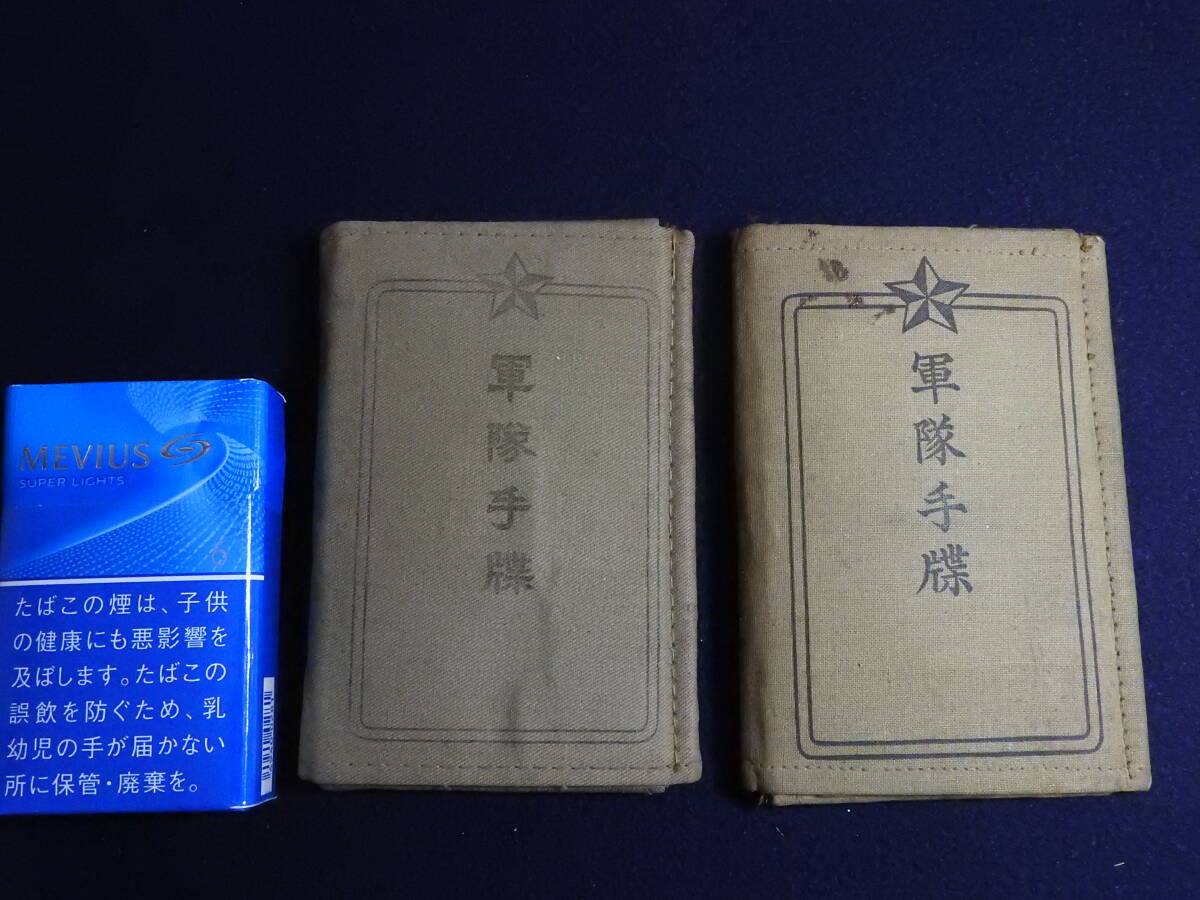 MEVIUS
SUPER LIGHTS
6
たばこの煙は、子供
の健康にも悪影響を
及ぼします。たばこの
誤飲を防ぐため、乳
幼児の手が届かない
所に保管・廃棄を。
軍隊手牒
軍隊手牒